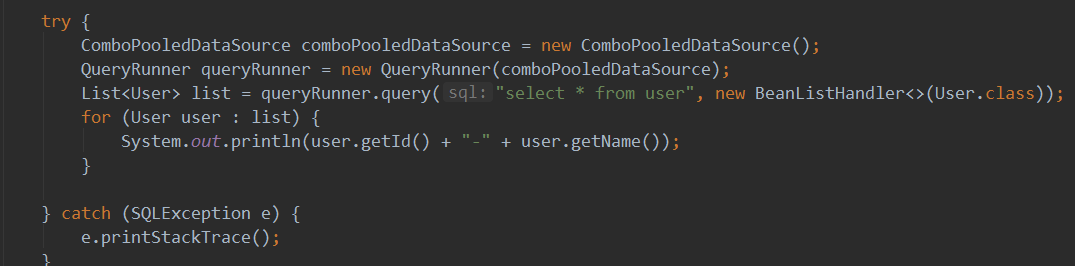 try {
ComboPooledDataSource comboPooledDataSource = new ComboPooledDataSource();
QueryRunner queryRunner = new QueryRunner(comboPooledDataSource);
List<User> list = queryRunner.query( sql: "select * from user", new BeanListHandler<>(User.class));
for (User user : list) {
System.out.println(user.getId() + "-" + user.getName());
}
} catch (SQLException e) {
e.printStackTrace();
}